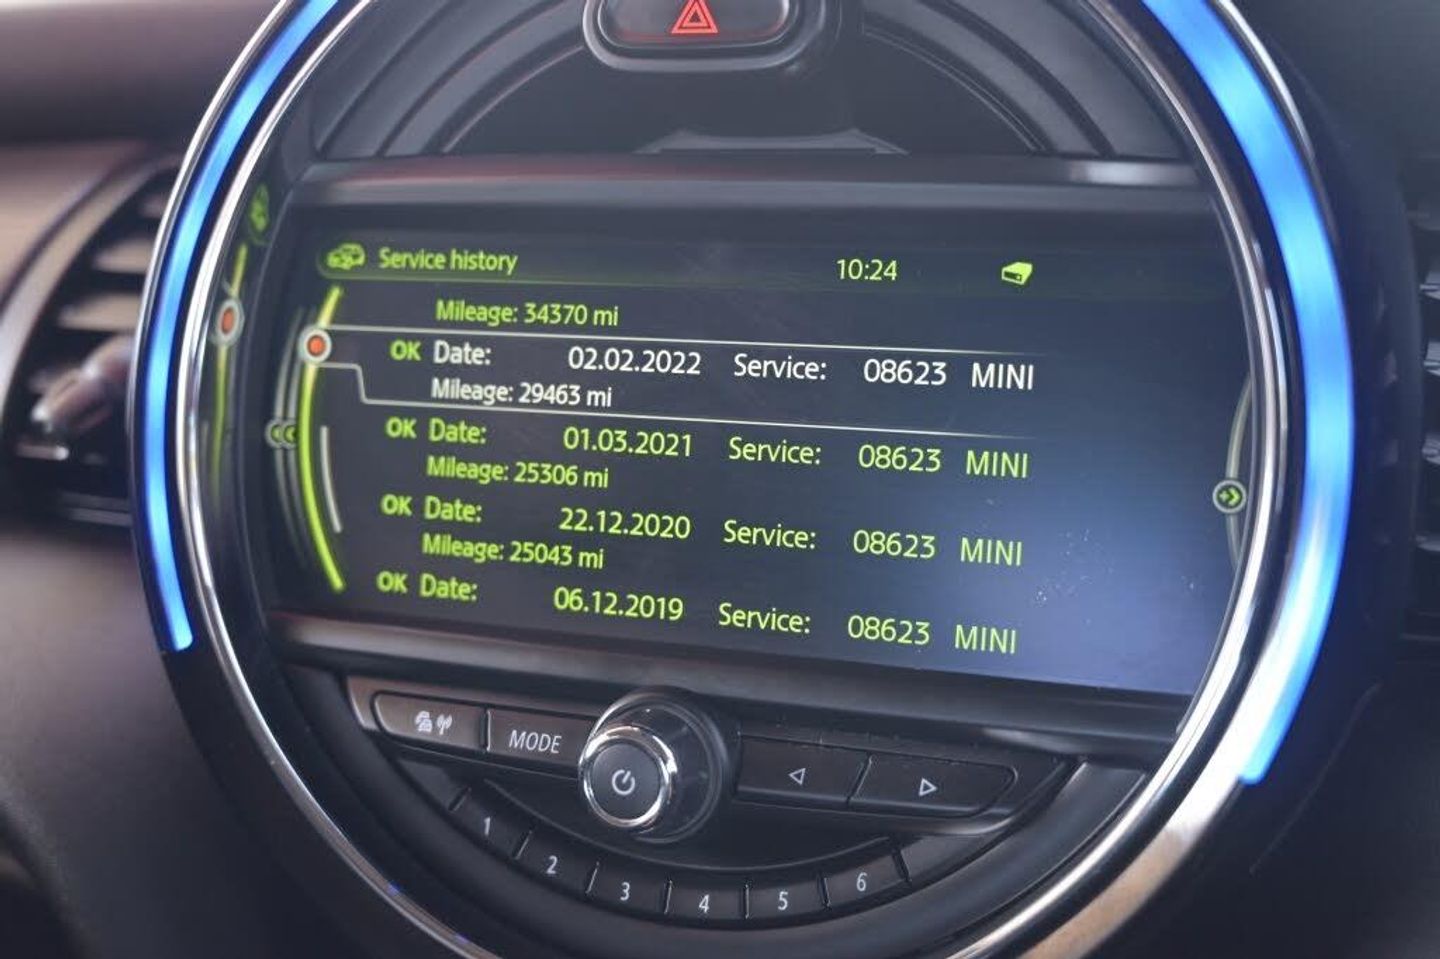 Service history 10:24
Mileage: 34370 mi
OK Date: 02.02.2022 Service: 08623 MINI
Mileage: 29463 mi
OK Date: 01.03.2021 Service: 08623 MINI
Mileage: 25306 mi
OK Date: 22.12.2020 Service: 08623 MINI
Mileage: 25043 mi
OK Date: 06.12.2019 Service: 08623 MINI
MODE
1 2 3 4 5 6